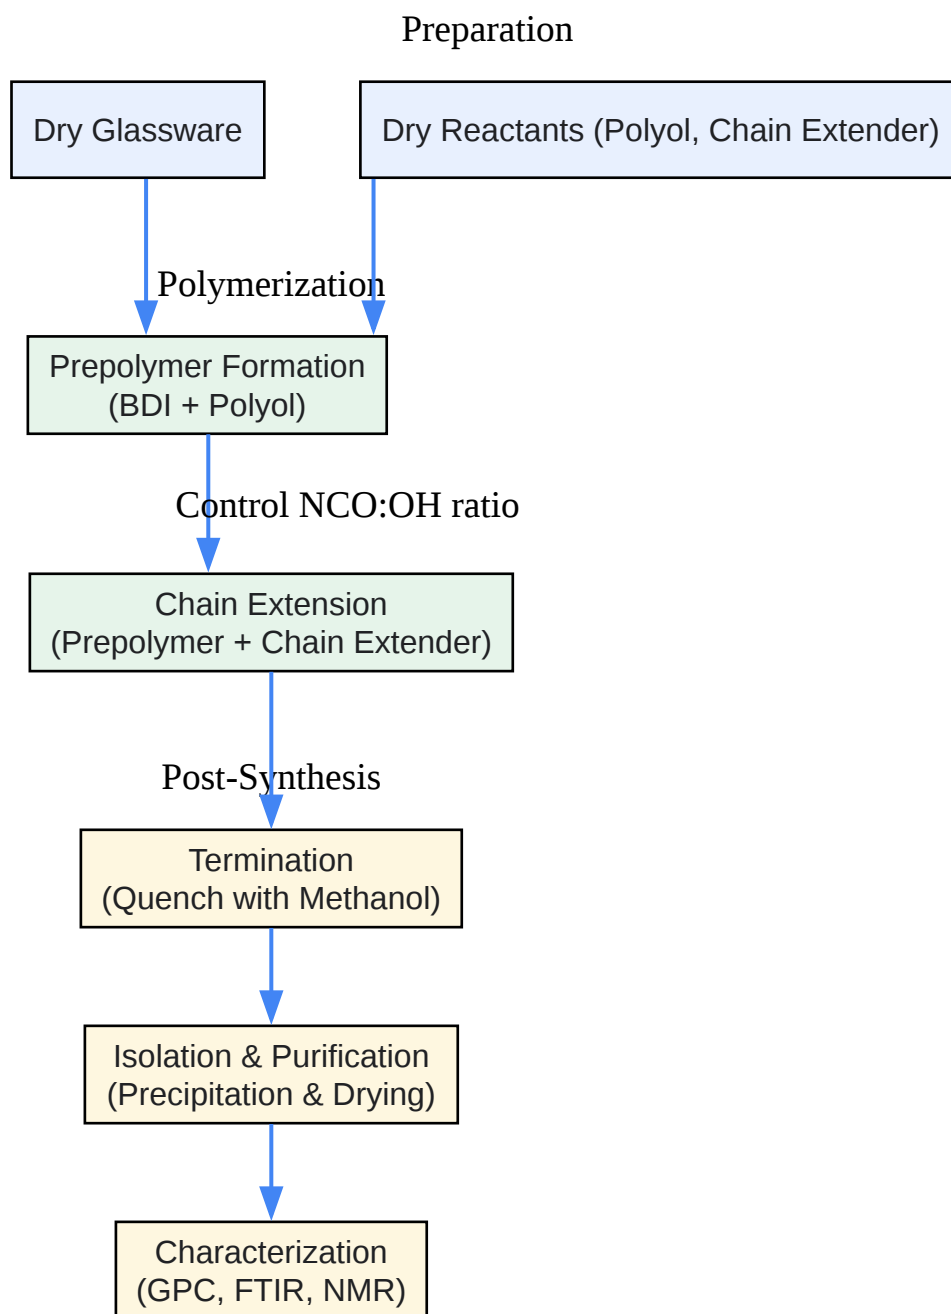 Preparation
Dry Glassware
Dry Reactants (Polyol, Chain Extender)
Polymerization
Prepolymer Formation
(BDI + Polyol)
Control NCO:OH ratio
Chain Extension
(Prepolymer + Chain Extender)
Post-Synthesis
Termination
(Quench with Methanol)
Isolation & Purification
(Precipitation & Drying)
Characterization
(GPC, FTIR, NMR)